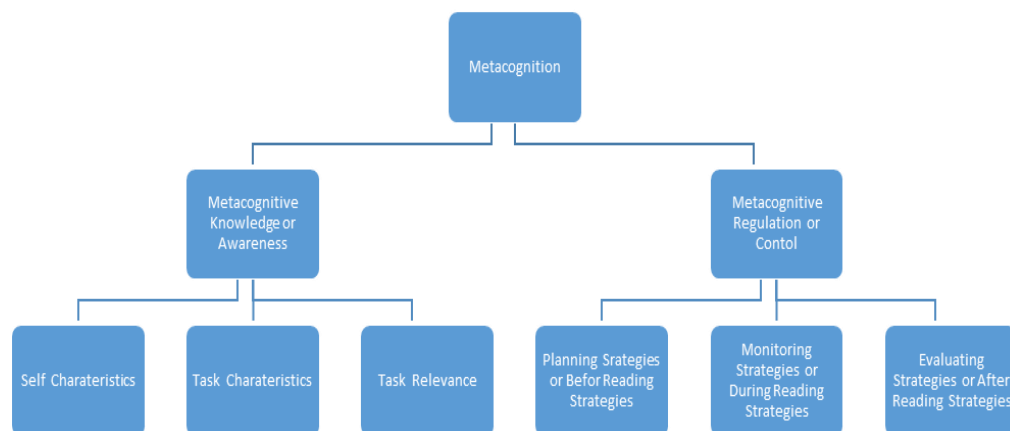 Metacognition
Metacognitive
Knowledge or
Awareness
Metacognitive
Regulation or
Contol
Self Charateristics
Task Charateristics
Task Relevance
Planning Srategies
or Befor Reading
Strategies
Monitoring
Strategies or
During Reading
Strategies
Evaluating
Strategies or After
Reading Strategies